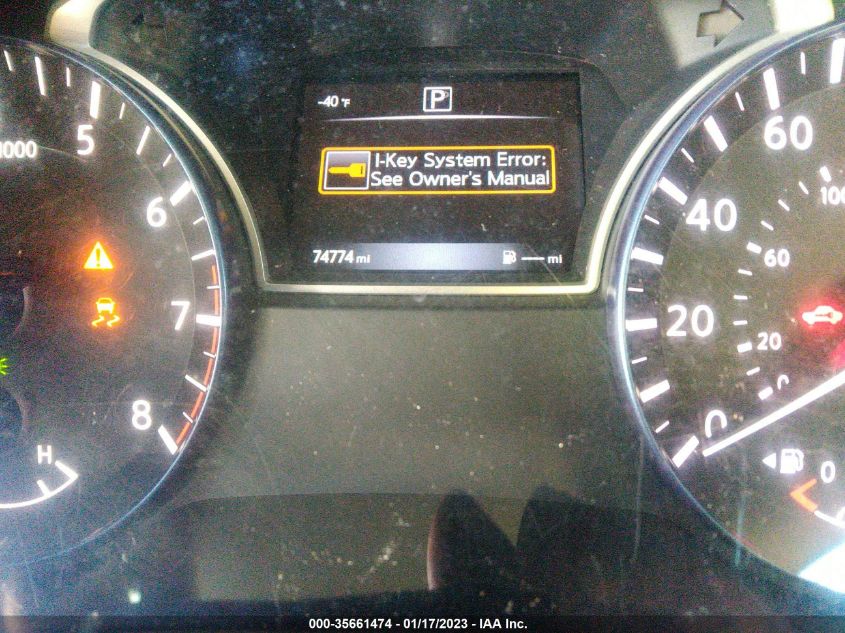 -40 °F P
I-Key System Error:
See Owner's Manual
74774 mi — mi
5
6
7
8
H
60
40
20
0
60
20
0
0
000-35661474 - 01/17/2023 - IAA Inc.